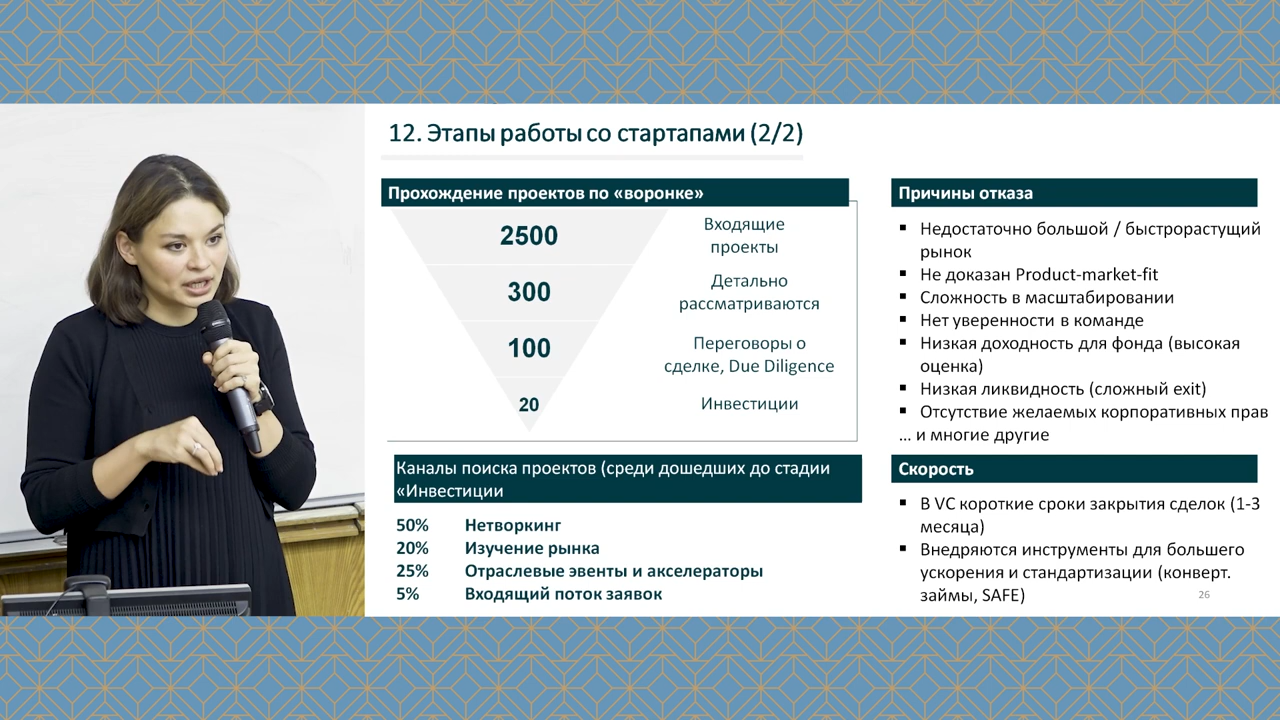 12. Этапы работы со стартапами (2/2)
Прохождение проектов по «воронке»
2500
Входящие
проекты
300
Детально
рассматриваются
100
Переговоры о
сделке, Due Diligence
20
Инвестиции
Каналы поиска проектов (среди дошедших до стадии
«Инвестиции
50% Нетворкинг
20% Изучение рынка
25% Отраслевые эвенты и акселераторы
5% Входящий поток заявок
Причины отказа
▪ Недостаточно большой / быстрорастущий
рынок
▪ Не доказан Product-market-fit
▪ Сложность в масштабировании
▪ Нет уверенности в команде
▪ Низкая доходность для фонда (высокая
оценка)
▪ Низкая ликвидность (сложный exit)
▪ Отсутствие желаемых корпоративных прав
... и многие другие
Скорость
▪ В VC короткие сроки закрытия сделок (1-3
месяца)
▪ Внедряются инструменты для большего
ускорения и стандартизации (конверт.
займы, SAFE)
26